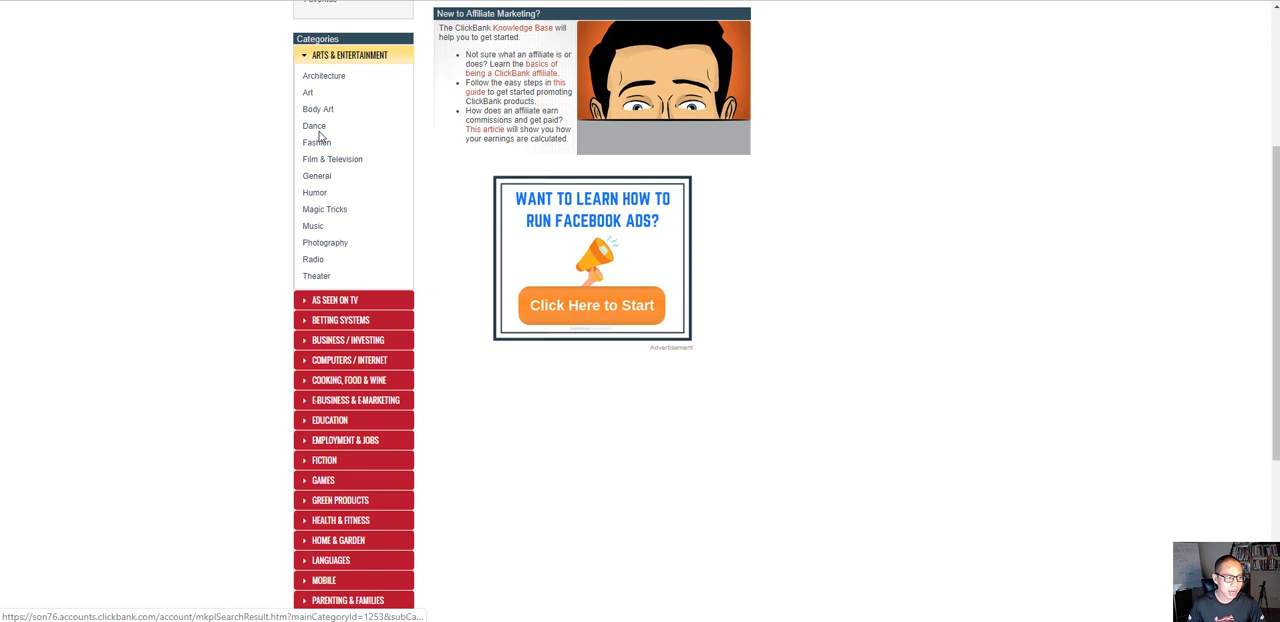 Categories
ARTS & ENTERTAINMENT
Architecture
Art
Body Art
Dance
Fashion
Film & Television
General
Humor
Magic Tricks
Music
Photography
Radio
Theater
AS SEEN ON TV
BETTING SYSTEMS
BUSINESS / INVESTING
COMPUTERS / INTERNET
COOKING, FOOD & WINE
E-BUSINESS & E-MARKETING
EDUCATION
EMPLOYMENT & JOBS
FICTION
GAMES
GREEN PRODUCTS
HEALTH & FITNESS
HOME & GARDEN
LANGUAGES
MOBILE
PARENTING & FAMILIES
New to Affiliate Marketing?
The ClickBank Knowledge Base will
help you to get started.
• Not sure what an affiliate is or
does? Learn the basics of
being a ClickBank affiliate.
• Follow the easy steps in this
guide to get started promoting
ClickBank products.
• How does an affiliate earn
commissions and get paid?
This article will show you how
your earnings are calculated.
WANT TO LEARN HOW TO
RUN FACEBOOK ADS?
Click Here to Start
Advertisement
https://son76.accounts.clickbank.com/account/mkplSearchResult.htm?mainCategoryId=1253&subCa...